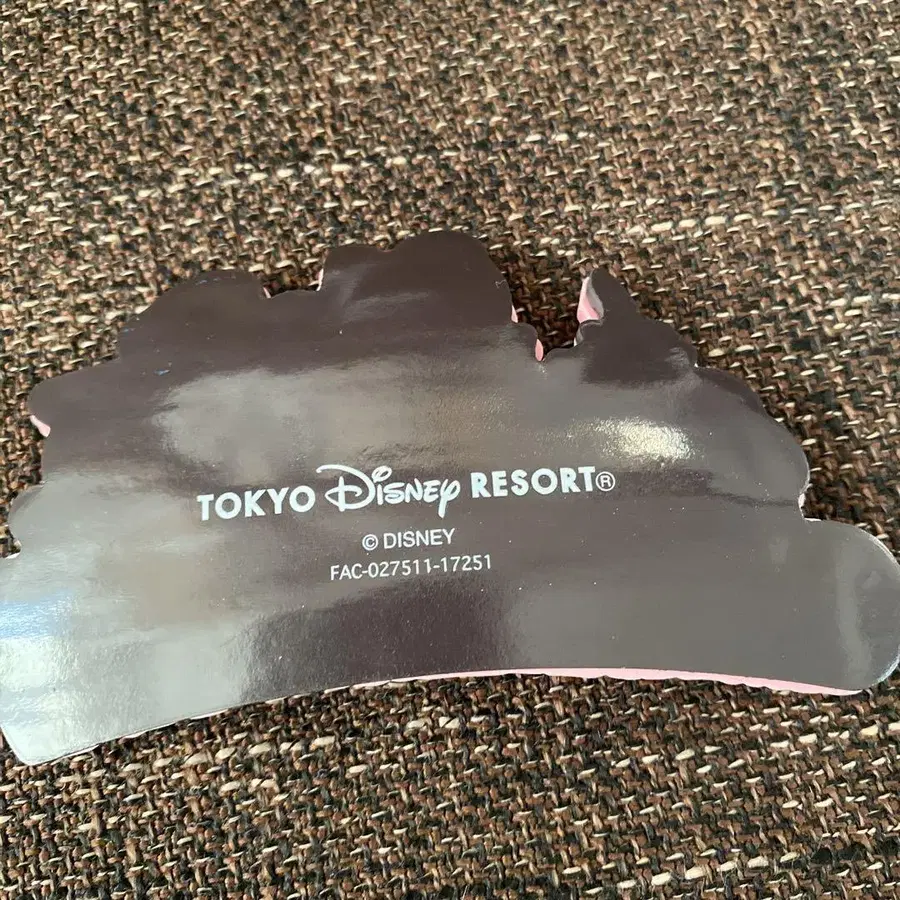 TOKYO Disney RESORT®
© DISNEY
FAC-027511-17251